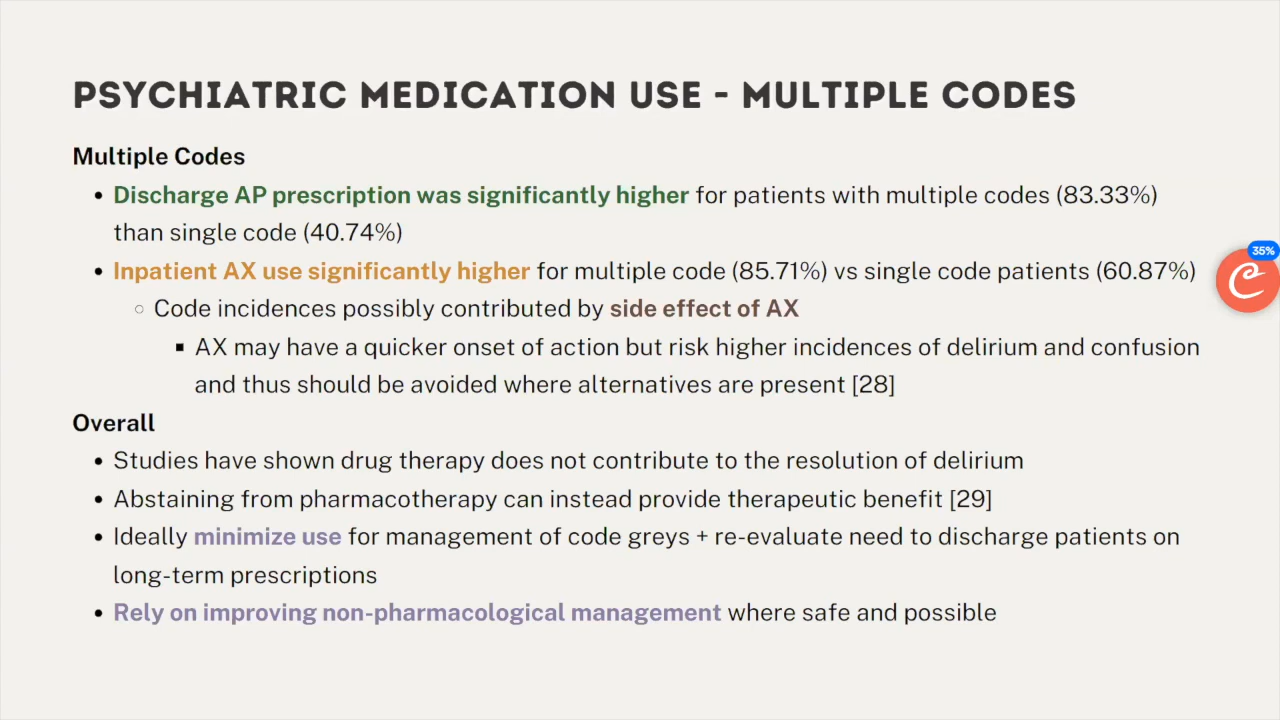 PSYCHIATRIC MEDICATION USE - MULTIPLE CODES
Multiple Codes
• Discharge AP prescription was significantly higher for patients with multiple codes (83.33%)
than single code (40.74%)
• Inpatient AX use significantly higher for multiple code (85.71%) vs single code patients (60.87%)
35%
○ Code incidences possibly contributed by side effect of AX
▪ AX may have a quicker onset of action but risk higher incidences of delirium and confusion
and thus should be avoided where alternatives are present [28]
Overall
• Studies have shown drug therapy does not contribute to the resolution of delirium
• Abstaining from pharmacotherapy can instead provide therapeutic benefit [29]
• Ideally minimize use for management of code greys + re-evaluate need to discharge patients on
long-term prescriptions
• Rely on improving non-pharmacological management where safe and possible